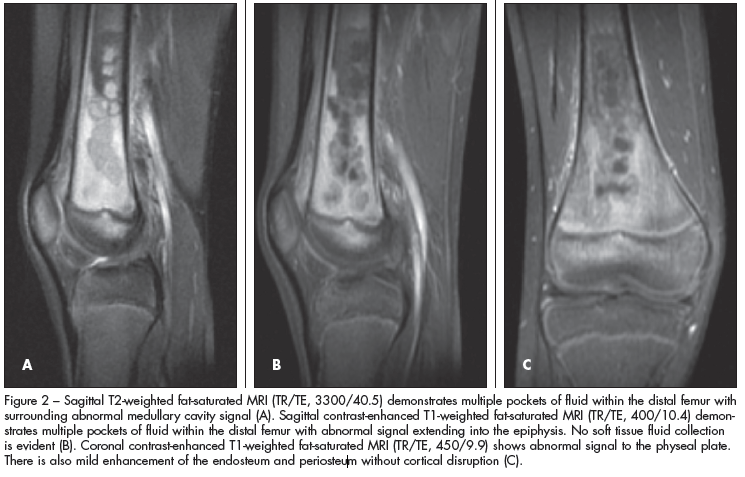 A
B
C
Figure 2 – Sagittal T2-weighted fat-saturated MRI (TR/TE, 3300/40.5) demonstrates multiple pockets of fluid within the distal femur with
surrounding abnormal medullary cavity signal (A). Sagittal contrast-enhanced T1-weighted fat-saturated MRI (TR/TE, 400/10.4) demon-
strates multiple pockets of fluid within the distal femur with abnormal signal extending into the epiphysis. No soft tissue fluid collection
is evident (B). Coronal contrast-enhanced T1-weighted fat-saturated MRI (TR/TE, 450/9.9) shows abnormal signal to the physeal plate.
There is also mild enhancement of the endosteum and periosteum without cortical disruption (C).